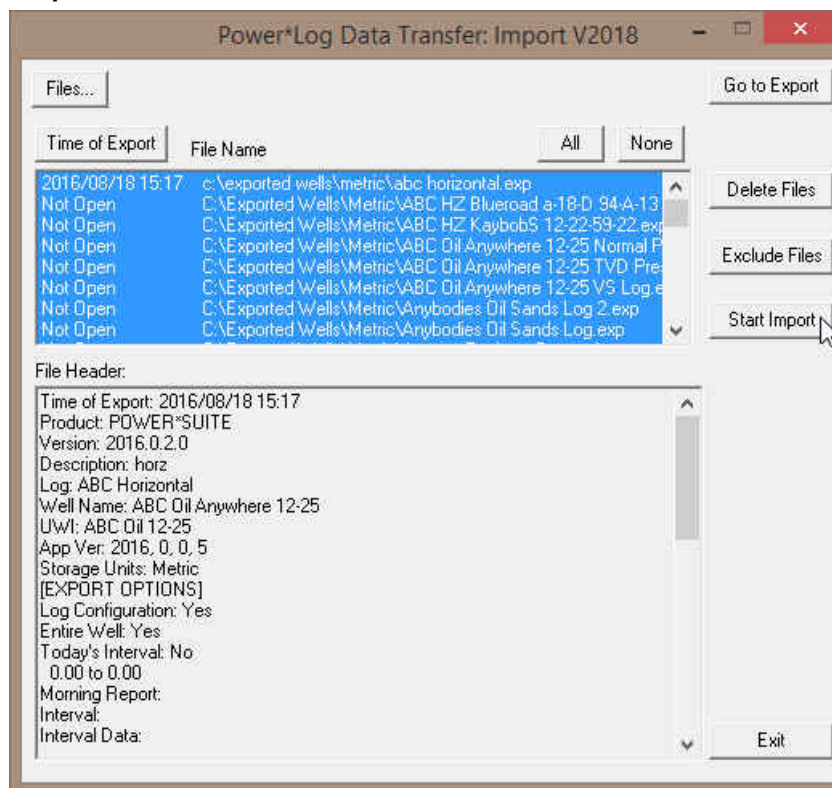 Power*Log Data Transfer: Import V2018
Files...
Go to Export
Time of Export
File Name
All
None
2016/08/18 15:17 c:\exported wells\metric\abc horizontal.exp
Not Open C:\Exported Wells\Metric\ABC HZ Blueroad a-18-D 94-A-13
Not Open C:\Exported Wells\Metric\ABC HZ KaybobS 12-22-59-22.exp
Not Open C:\Exported Wells\Metric\ABC Oil Anywhere 12-25 Normal P
Not Open C:\Exported Wells\Metric\ABC Oil Anywhere 12-25 TVD Pre
Not Open C:\Exported Wells\Metric\ABC Oil Anywhere 12-25 VS Log.e
Not Open C:\Exported Wells\Metric\Anybodies Oil Sands Log 2.exp
Not Open C:\Exported Wells\Metric\Anybodies Oil Sands Log.exp
Delete Files
Exclude Files
Start Import
File Header:
Time of Export: 2016/08/18 15:17
Product: POWER*SUITE
Version: 2016.0.2.0
Description: horz
Log: ABC Horizontal
Well Name: ABC Oil Anywhere 12-25
UWI: ABC Oil 12-25
App Ver: 2016, 0, 0, 5
Storage Units: Metric
[EXPORT OPTIONS]
Log Configuration: Yes
Entire Well: Yes
Today's Interval: No
0.00 to 0.00
Morning Report:
Interval:
Interval Data:
Exit